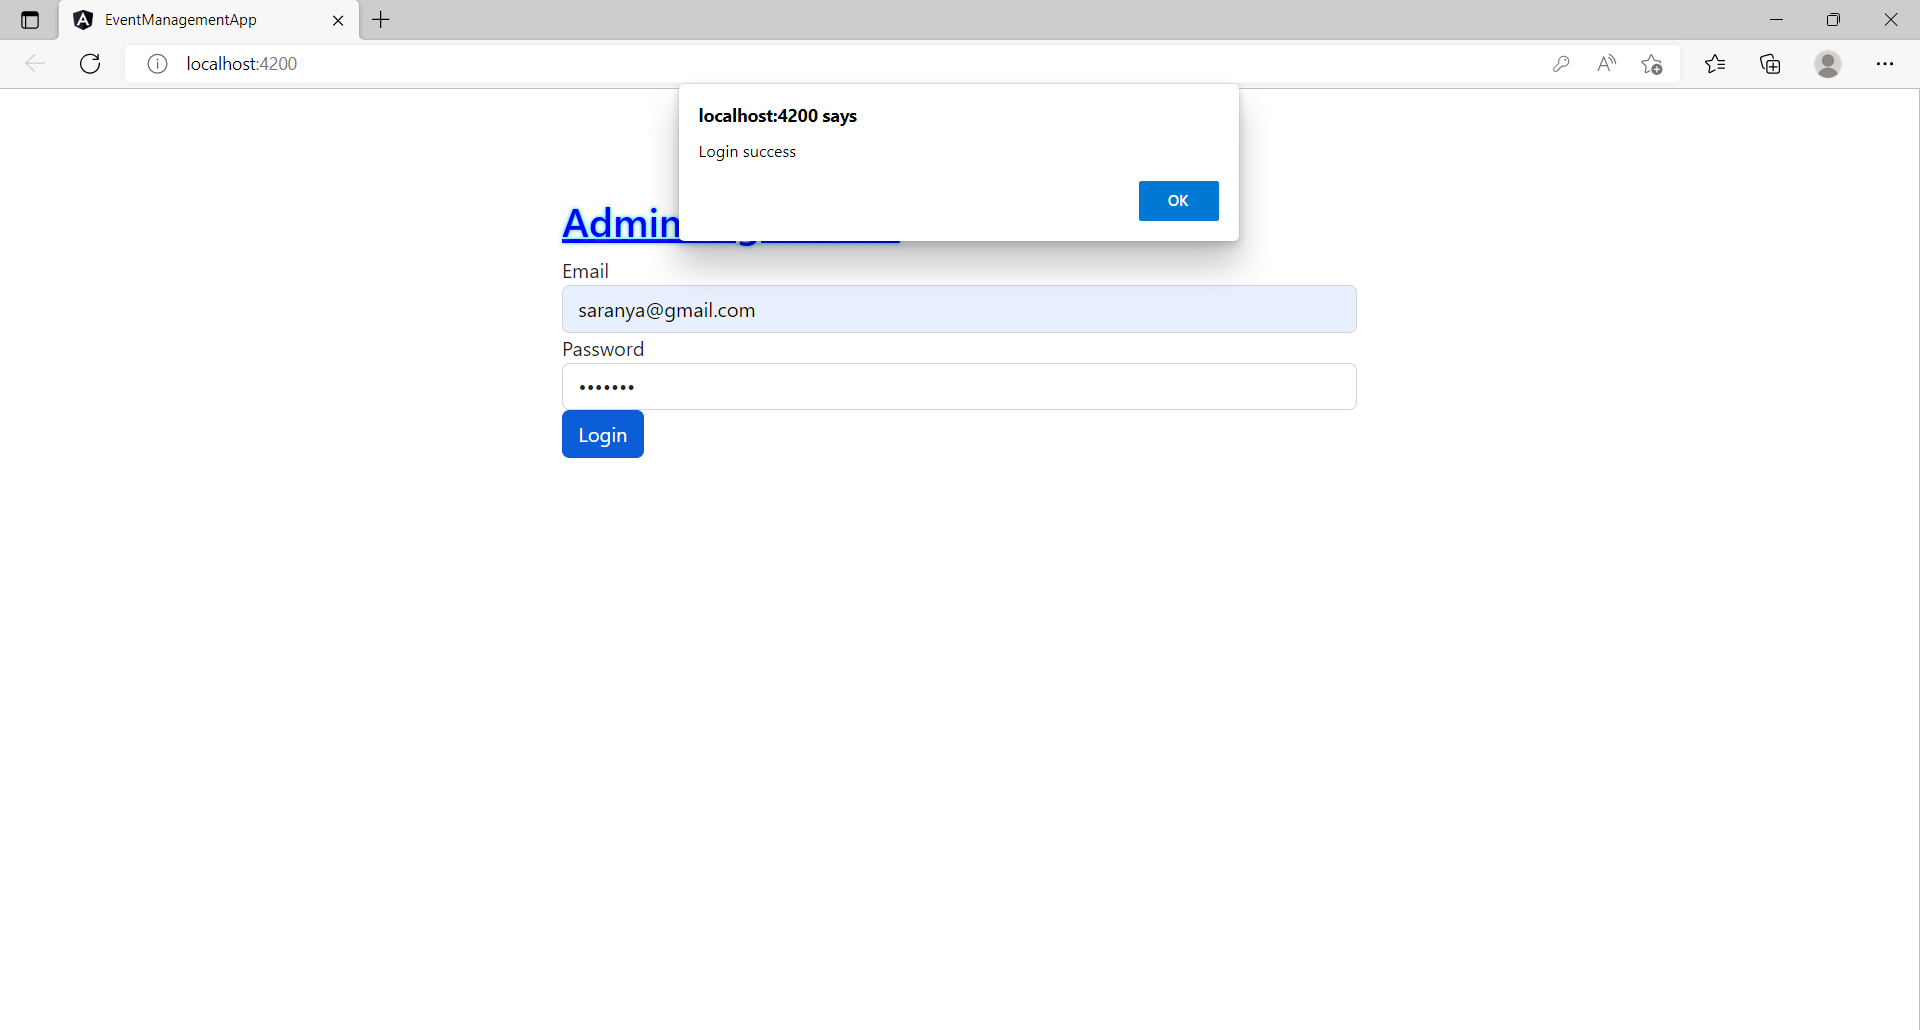 EventManagementApp
localhost:4200
localhost:4200 says
Login success
OK
Admin
Email
saranya@gmail.com
Password
•••••••
Login